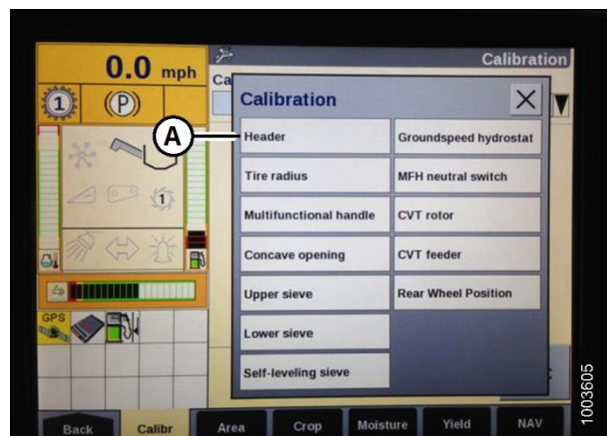 0.0 mph
Calibration
1
(P)
Ca
Calibration
A
Header
Groundspeed hydrostat
Tire radius
MFH neutral switch
1
Multifunctional handle
CVT rotor
Concave opening
CVT feeder
Upper sieve
Rear Wheel Position
GPS
Lower sieve
Self-leveling sieve
Back
Calibr
Area
Crop
Moisture
Yield
NAV
1003605